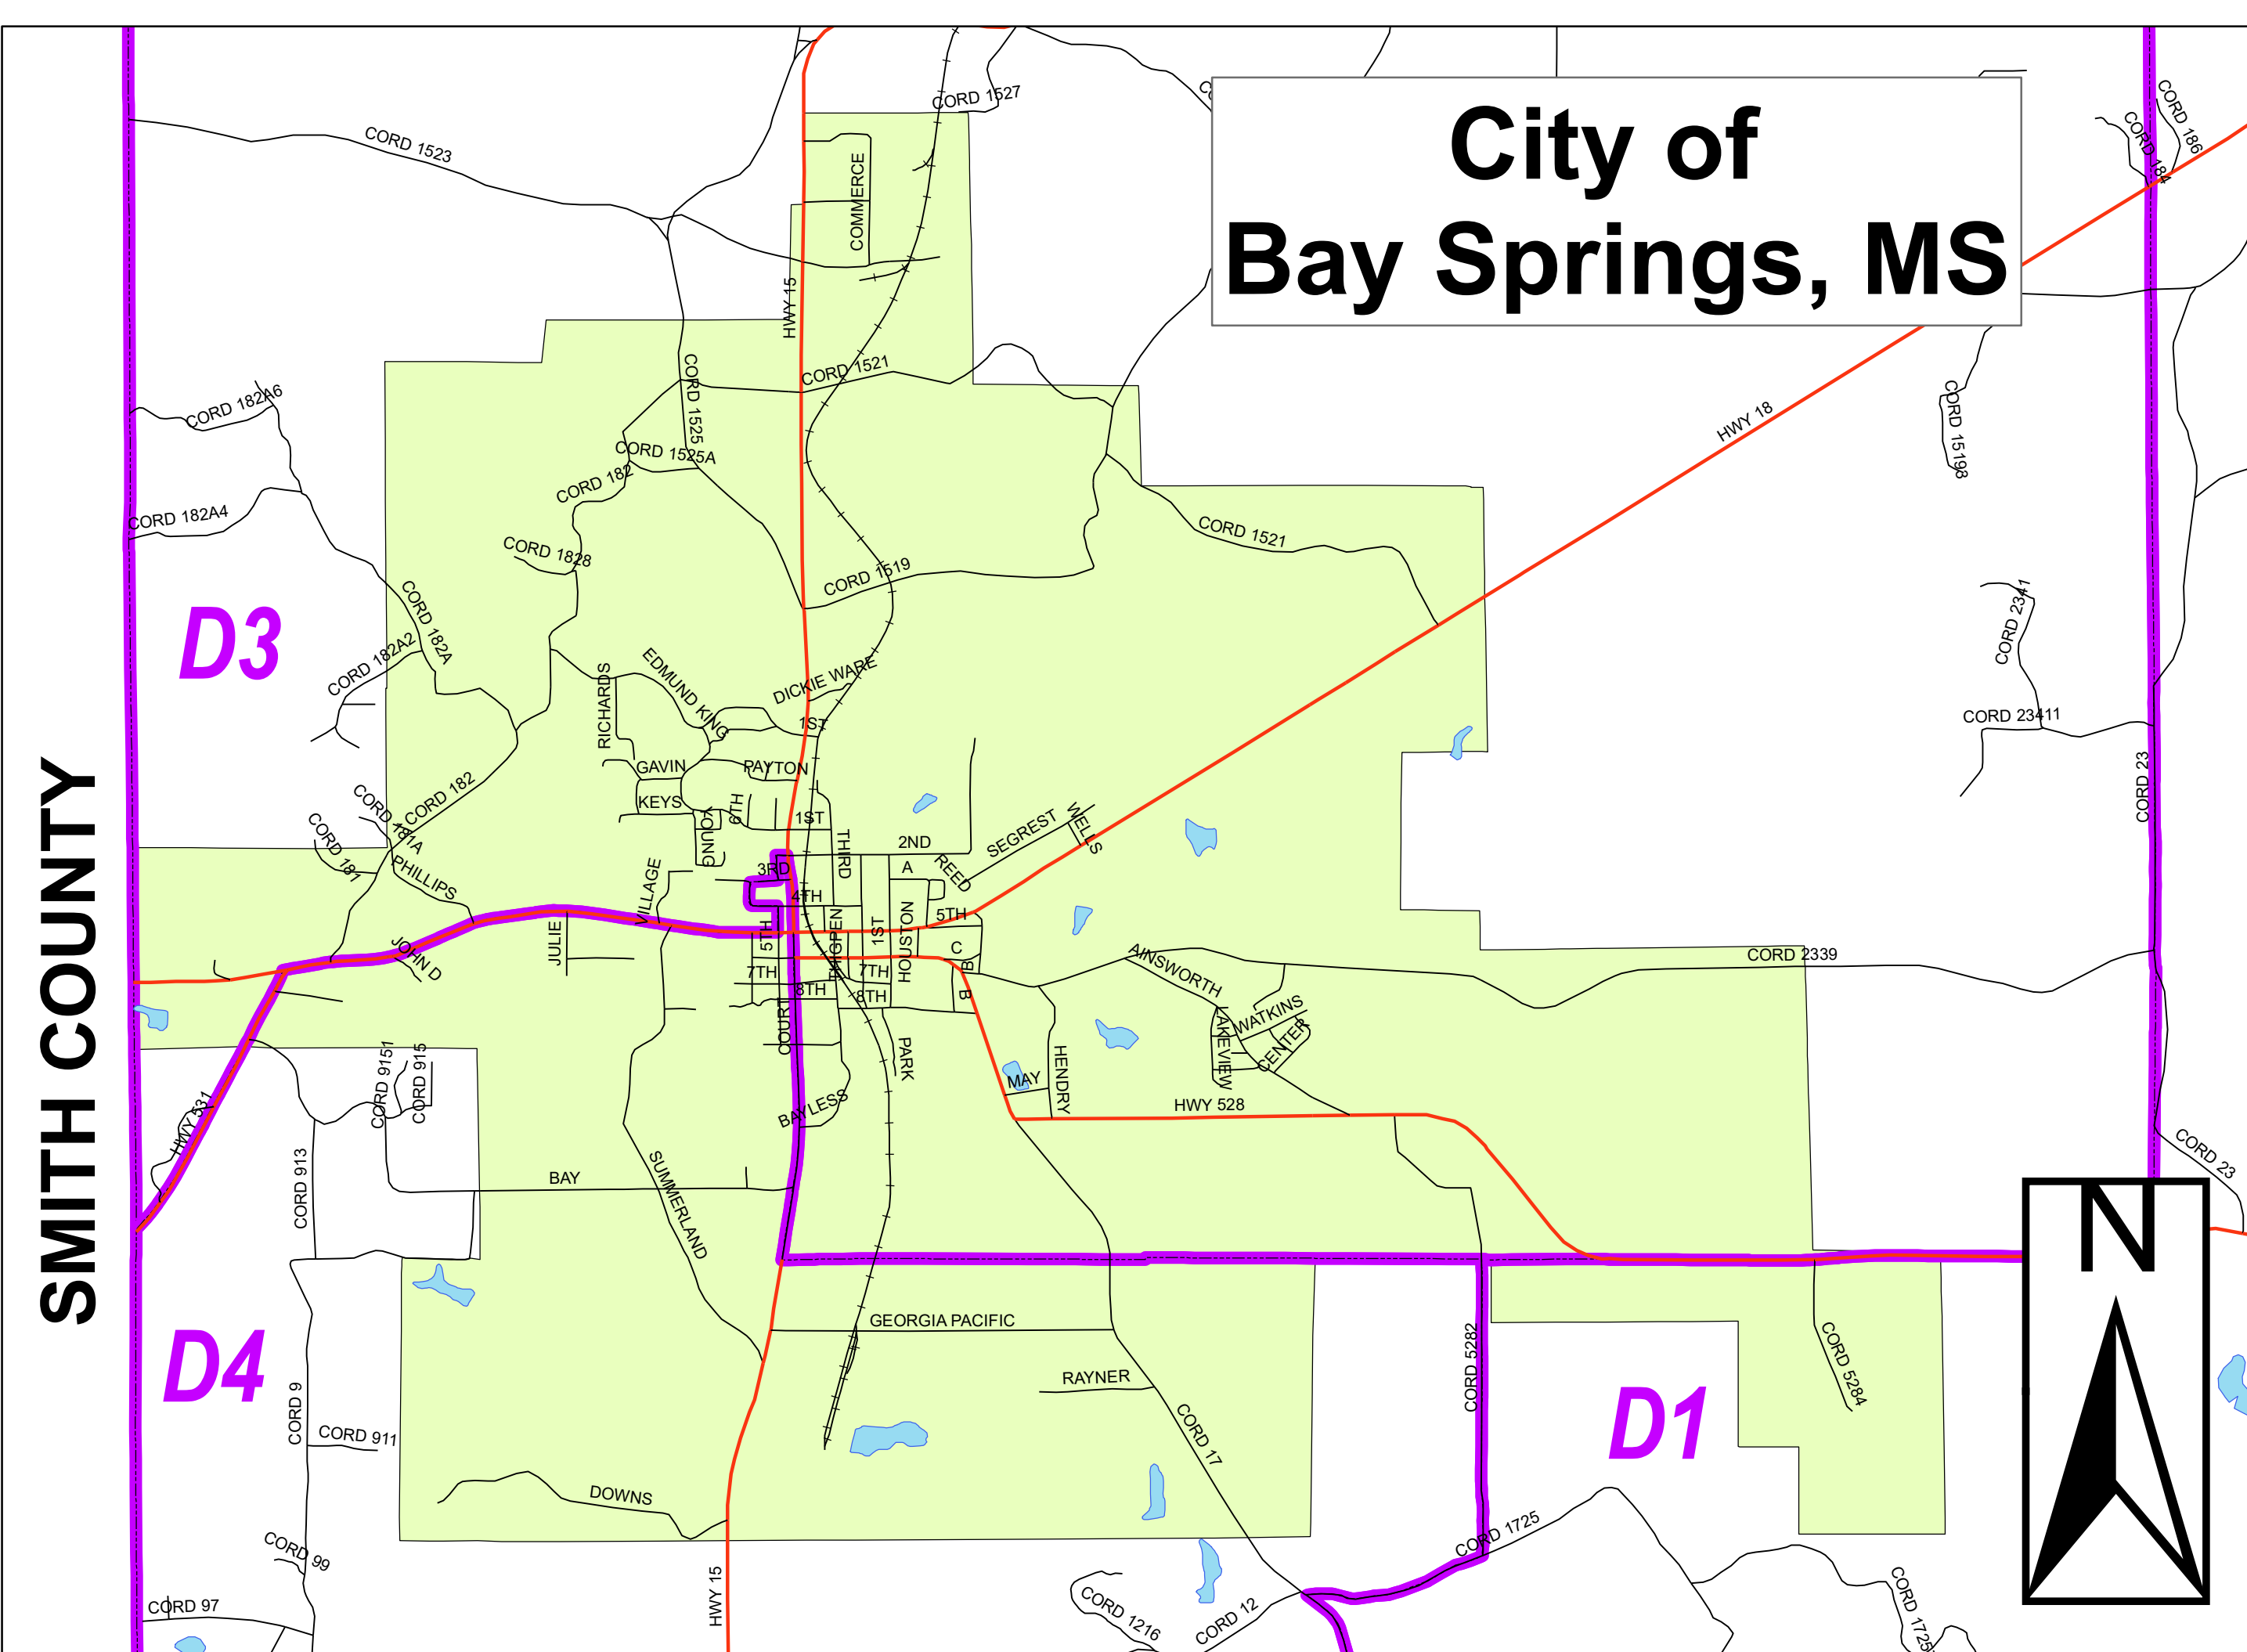 City of
Bay Springs, MS
CORD 1527
CORD 1523
COMMERCE
CORD 186
CORD 184
HWY 15
CORD 1521
CORD 1525
CORD 182A6
CORD 1525A
CORD 182
CORD 182A4
CORD 1828
CORD 1519
CORD 1521
HWY 18
CORD 15198
D3
CORD 182A
CORD 182A2
RICHARDS
EDMUND KING
DICKIE WARE
1ST
CORD 2341
CORD 23411
CORD 23
GAVIN
PAYTON
KEYS
YOUNG
6TH
1ST
THIRD
2ND
A
REED
SEGREST
WELLS
CORD 182
CORD 181A
CORD 181
PHILLIPS
VILLAGE
3RD
4TH
5TH
THIGPEN
1ST
HOUSTON
5TH
C
B
B
JULIE
JOHN D
7TH
7TH
8TH
8TH
COURT
PARK
AINSWORTH
CORD 2339
WATKINS
LAKEVIEW
CENTER
HENDRY
MAY
HWY 528
BAYLESS
SMITH COUNTY
HWY 531
CORD 9151
CORD 915
CORD 913
BAY
SUMMERLAND
CORD 23
N
GEORGIA PACIFIC
RAYNER
CORD 5282
CORD 5284
D4
D1
CORD 9
CORD 911
CORD 17
DOWNS
CORD 99
CORD 97
HWY 15
CORD 1725
CORD 1216
CORD 12